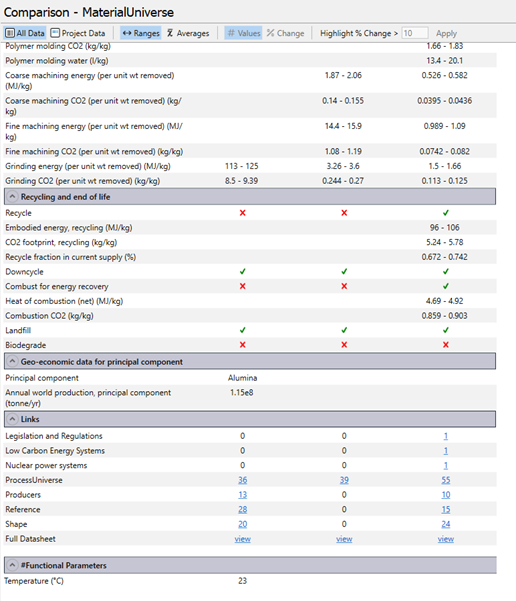 Comparison - MaterialUniverse
All Data Project Data Ranges x̄ Averages # Values % Change Highlight % Change > 10 Apply
Polymer molding CO2 (kg/kg) 1.66 - 1.83
Polymer molding water (l/kg) 13.4 - 20.1
Coarse machining energy (per unit wt removed) 1.87 - 2.06 0.526 - 0.582
(MJ/kg)
Coarse machining CO2 (per unit wt removed) (kg/ 0.14 - 0.155 0.0395 - 0.0436
kg)
Fine machining energy (per unit wt removed) (MJ/ 14.4 - 15.9 0.989 - 1.09
kg)
Fine machining CO2 (per unit wt removed) (kg/kg) 1.08 - 1.19 0.0742 - 0.082
Grinding energy (per unit wt removed) (MJ/kg) 113 - 125 3.26 - 3.6 1.5 - 1.66
Grinding CO2 (per unit wt removed) (kg/kg) 8.5 - 9.39 0.244 - 0.27 0.113 - 0.125
Recycling and end of life
Recycle ✗ ✗ ✓
Embodied energy, recycling (MJ/kg) 96 - 106
CO2 footprint, recycling (kg/kg) 5.24 - 5.78
Recycle fraction in current supply (%) 0.672 - 0.742
Downcycle ✓ ✓ ✓
Combust for energy recovery ✗ ✗ ✓
Heat of combustion (net) (MJ/kg) 4.69 - 4.92
Combustion CO2 (kg/kg) 0.859 - 0.903
Landfill ✓ ✓ ✓
Biodegrade ✗ ✗ ✗
Geo-economic data for principal component
Principal component Alumina
Annual world production, principal component 1.15e8
(tonne/yr)
Links
Legislation and Regulations 0 0 1
Low Carbon Energy Systems 0 0 1
Nuclear power systems 0 0 1
ProcessUniverse 36 39 55
Producers 13 0 10
Reference 28 0 15
Shape 20 0 24
Full Datasheet view view view
#Functional Parameters
Temperature (°C) 23